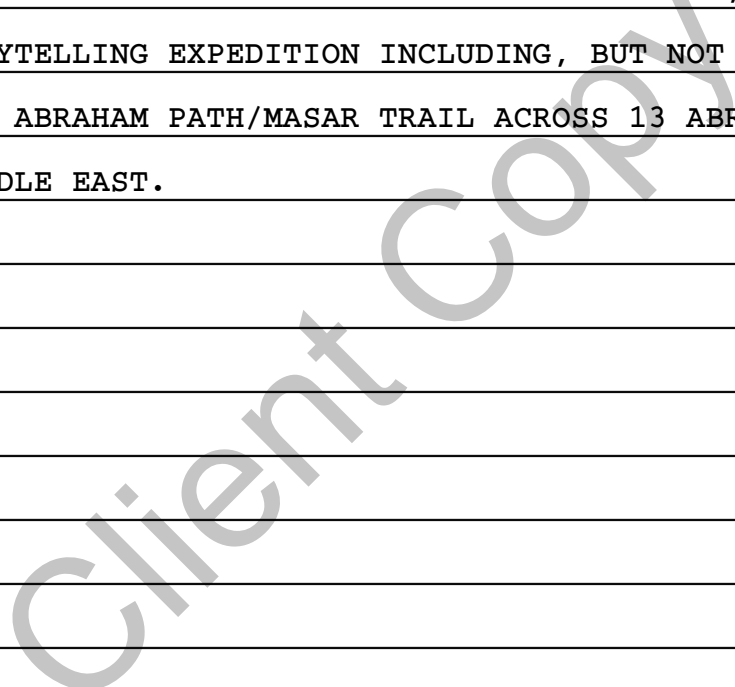 YTELLING EXPEDITION INCLUDING, BUT NOT
ABRAHAM PATH/MASAR TRAIL ACROSS 13 ABR
DLE EAST.
Client Copy